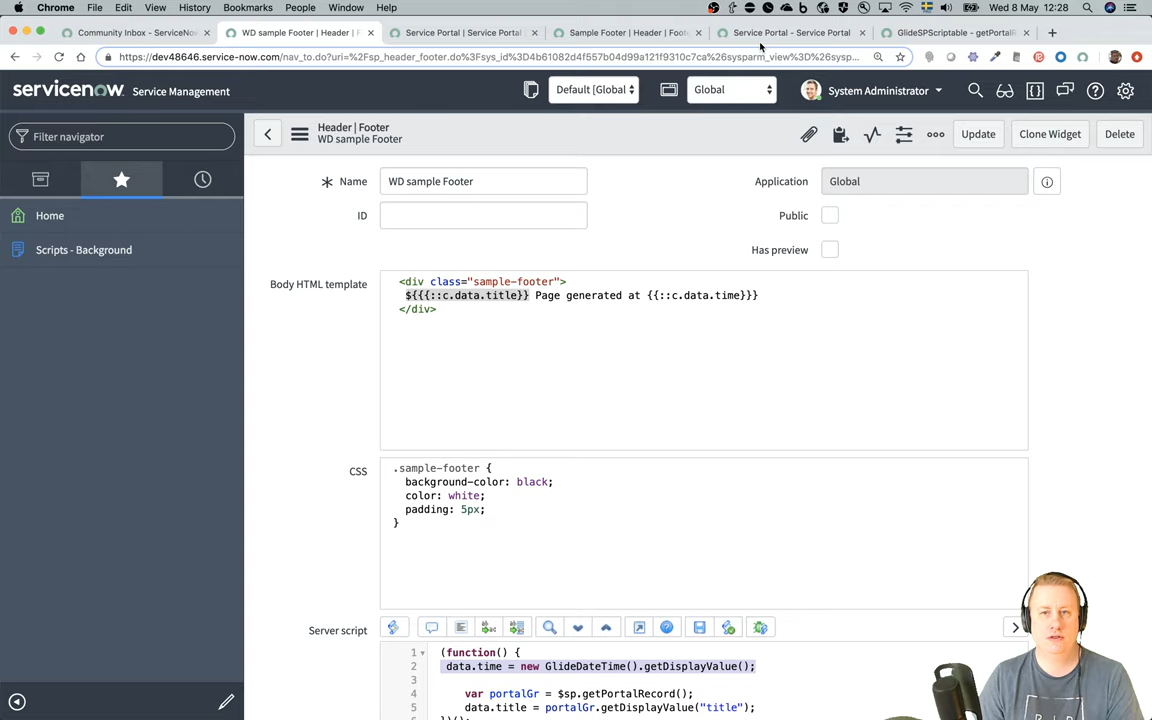 Chrome File Edit View History Bookmarks People Window Help Wed 8 May 12:28
Community Inbox - ServiceNo × WD sample Footer | Header | F × Service Portal | Service Portal × Sample Footer | Header | Foot × Service Portal - Service Portal × GlideSPScriptable - getPortalR × +
https://dev48646.service-now.com/nav_to.do?uri=%2Fsp_header_footer.do%3Fsys_id%3D4b61082d4f557b04d99a121f9310c7ca%26sysparm_view%3D%26sysp...
servicenow Service Management Default [Global Global System Administrator
Filter navigator
Header | Footer
WD sample Footer
Update Clone Widget Delete
Name WD sample Footer Application Global
ID Public
Has preview
Home
Scripts - Background
Body HTML template
<div class="sample-footer">
${{{::c.data.title}} Page generated at {{::c.data.time}}}
</div>
CSS
.sample-footer {
background-color: black;
color: white;
padding: 5px;
}
Server script
1 (function() {
2 data.time = new GlideDateTime().getDisplayValue();
3
4 var portalGr = $sp.getPortalRecord();
5 data.title = portalGr.getDisplayValue("title");